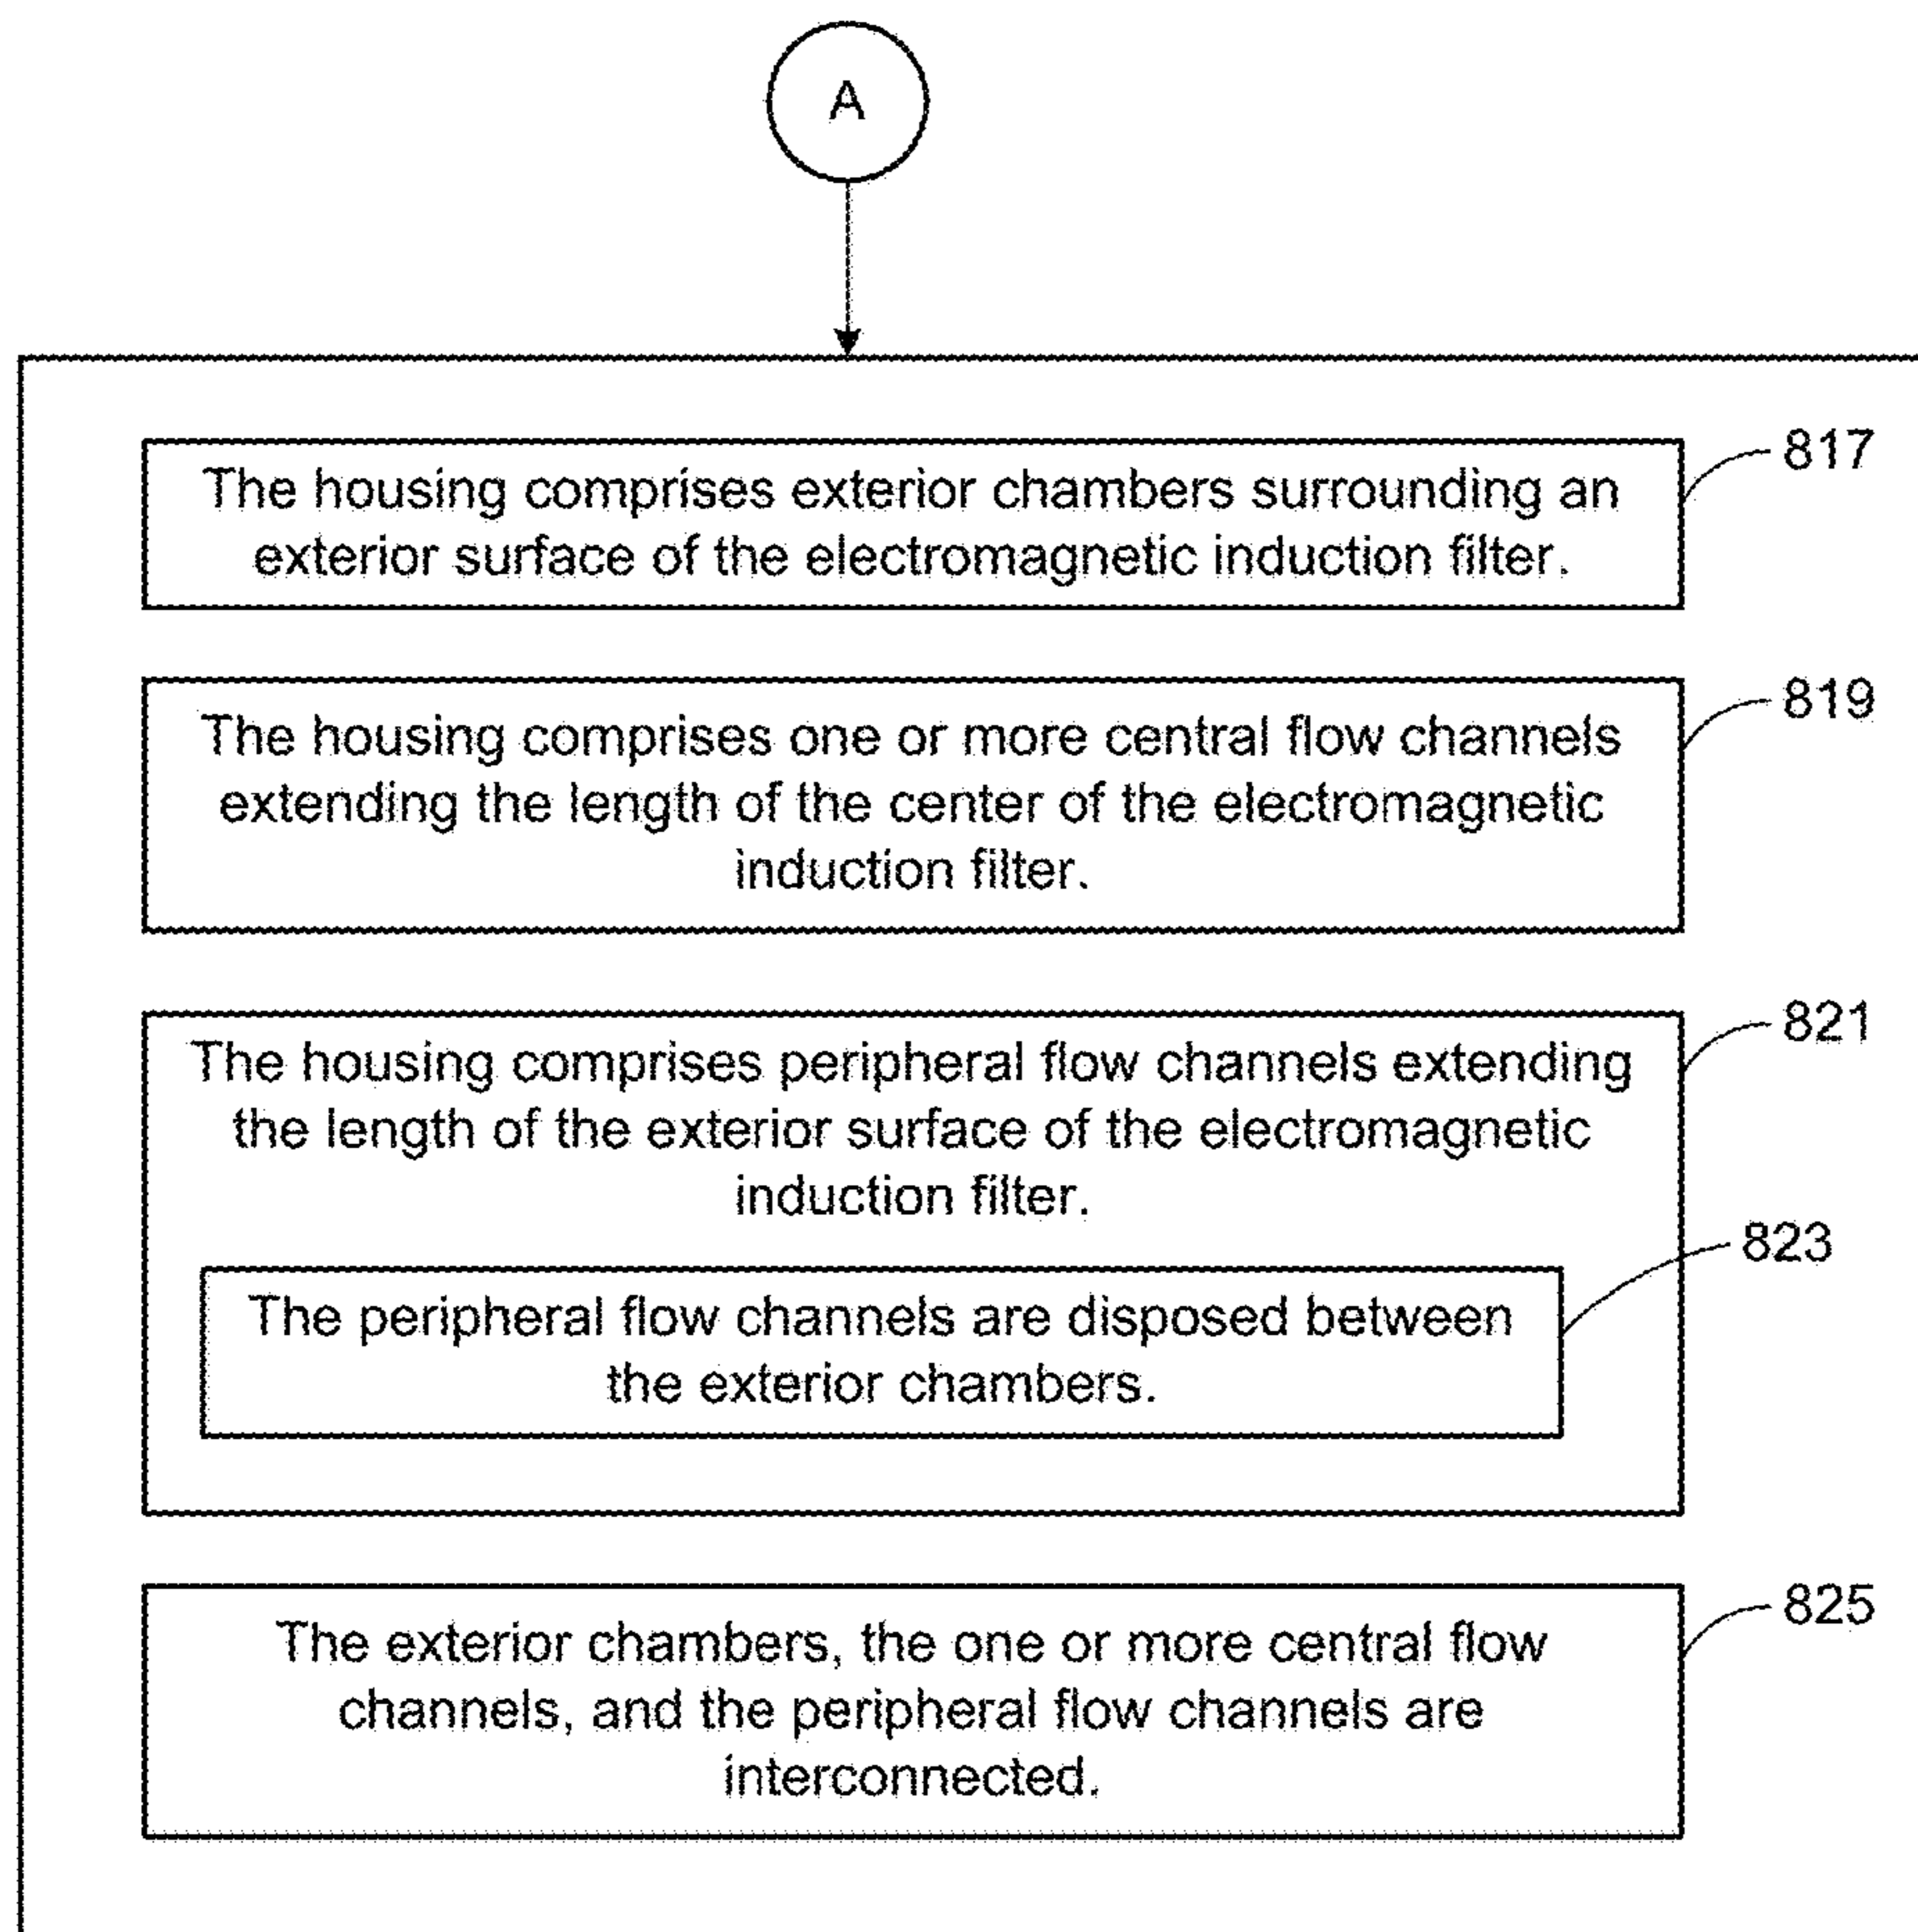 A
817
The housing comprises exterior chambers surrounding an
exterior surface of the electromagnetic induction filter.
819
The housing comprises one or more central flow channels
extending the length of the center of the electromagnetic
induction filter.
821
The housing comprises peripheral flow channels extending
the length of the exterior surface of the electromagnetic
induction filter.
823
The peripheral flow channels are disposed between
the exterior chambers.
825
The exterior chambers, the one or more central flow
channels, and the peripheral flow channels are
interconnected.